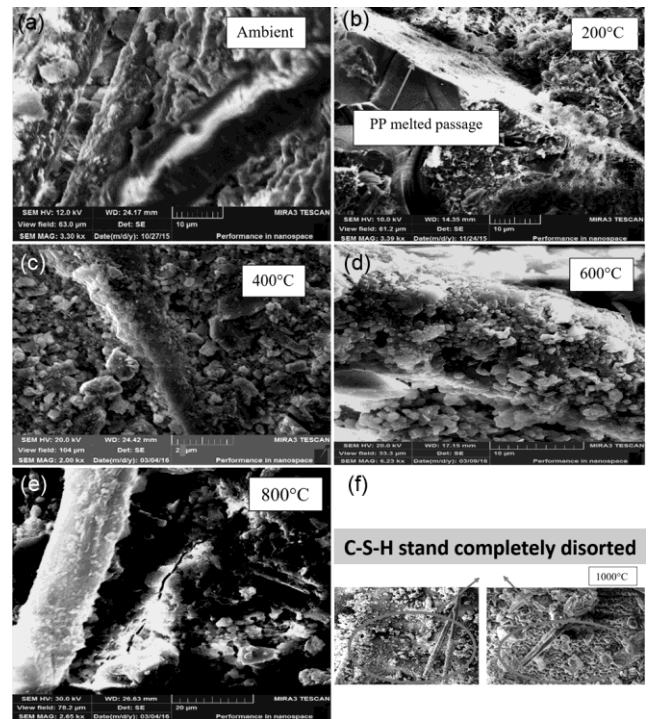 (a)
Ambient
SEM HV: 12.0 kV WD: 24.17 mm
View field: 63.0 µm Det: SE 10 µm
SEM MAG: 3.30 kx Date(m/d/y): 10/27/15
MIRA3 TESCAN
Performance in nanospace
(b)
200°C
PP melted passage
SEM HV: 10.0 kV WD: 14.35 mm
View field: 61.2 µm Det: SE 10 µm
SEM MAG: 3.39 kx Date(m/d/y): 11/24/15
MIRA3 TESCAN
Performance in nanospace
(c)
400°C
SEM HV: 20.0 kV WD: 24.42 mm
View field: 104 µm Det: SE
SEM MAG: 2.00 kx Date(m/d/y): 03/04/16
MIRA3 TESCAN
Performance in nanospace
(d)
600°C
SEM HV: 20.0 kV WD: 17.15 mm
View field: 33.3 µm Det: SE 10 µm
SEM MAG: 6.23 kx
MIRA3 TESCAN
Performance in nanospace
(e)
800°C
SEM HV: 30.0 kV WD: 26.63 mm
View field: 78.2 µm Det: SE 20 µm
SEM MAG: 2.65 kx Date(m/d/y): 03/04/16
MIRA3 TESCAN
Performance in nanospace
(f)
C-S-H stand completely disorted
1000°C